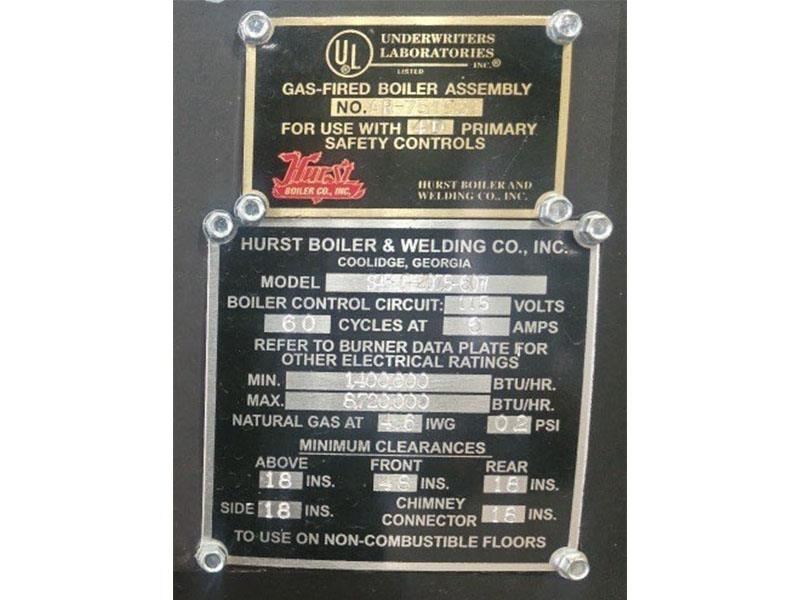 UL
®
UNDERWRITERS
LABORATORIES
INC.®
LISTED
GAS-FIRED BOILER ASSEMBLY
NO.
FOR USE WITH PRIMARY
SAFETY CONTROLS
Hurst
BOILER CO., INC.
HURST BOILER AND
WELDING CO., INC.
HURST BOILER & WELDING CO., INC.
COOLIDGE, GEORGIA
MODEL
BOILER CONTROL CIRCUIT: 115 VOLTS
60 CYCLES AT AMPS
REFER TO BURNER DATA PLATE FOR
OTHER ELECTRICAL RATINGS
MIN. 1400000 BTU/HR.
MAX. 8720000 BTU/HR.
NATURAL GAS AT 4.6 IWG 0.2 PSI
MINIMUM CLEARANCES
ABOVE FRONT REAR
18 INS. 48 INS. 18 INS.
SIDE 18 INS. CHIMNEY CONNECTOR 18 INS.
TO USE ON NON-COMBUSTIBLE FLOORS